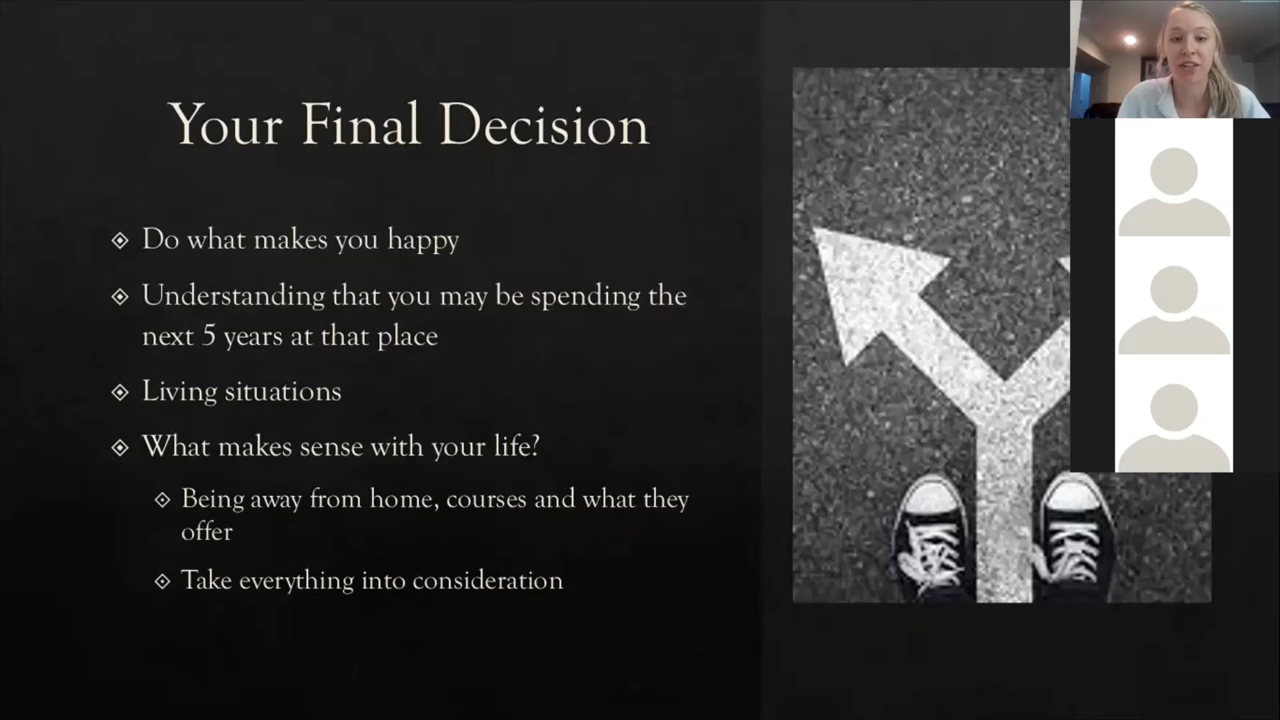 Your Final Decision
Do what makes you happy
Understanding that you may be spending the
next 5 years at that place
Living situations
What makes sense with your life?
Being away from home, courses and what they
offer
Take everything into consideration